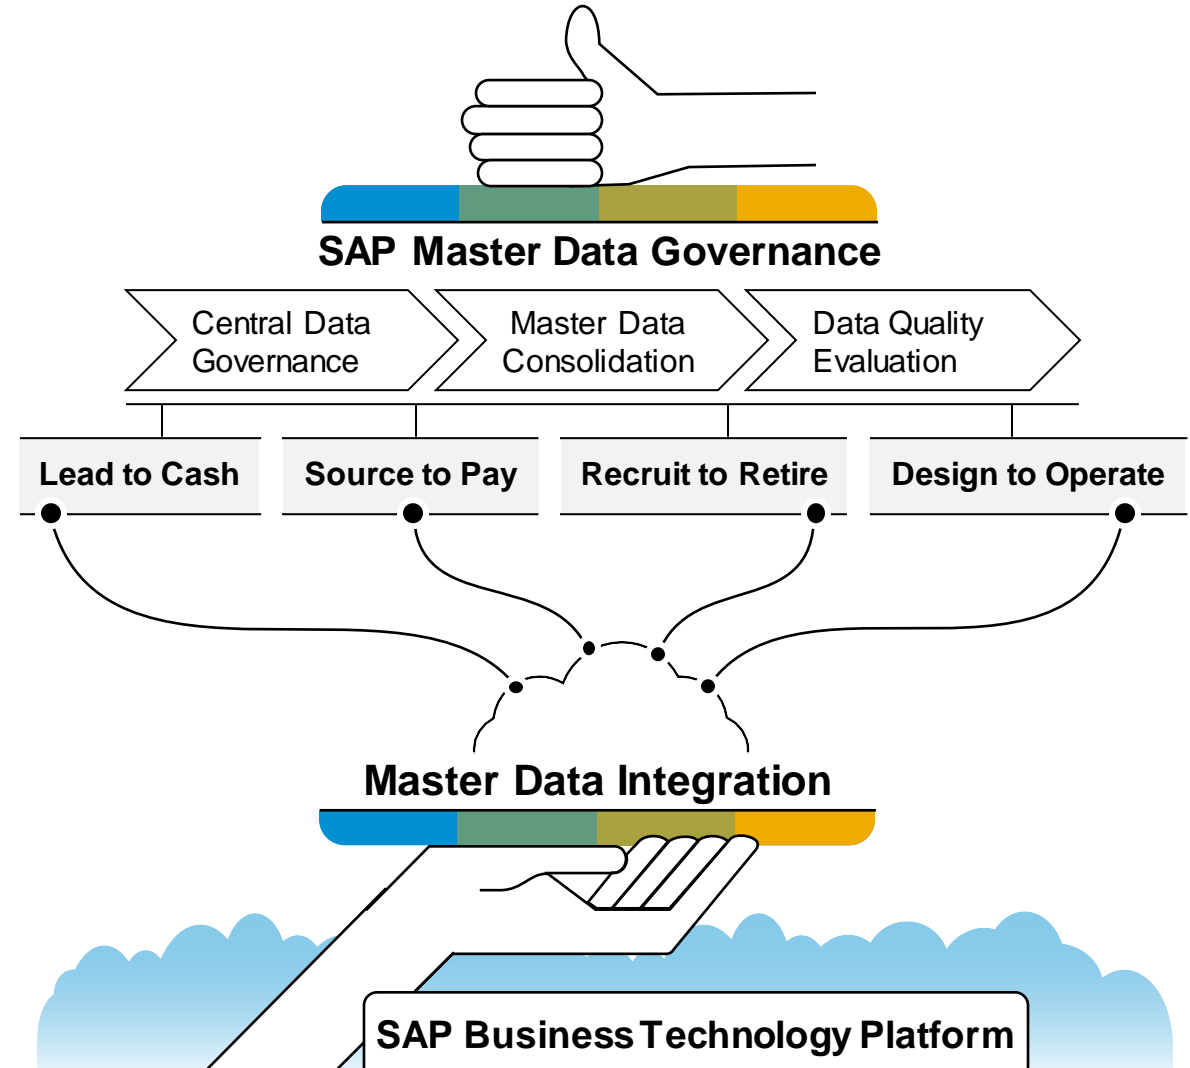 SAP Master Data Governance
Central Data
Governance
Master Data
Consolidation
Data Quality
Evaluation
Lead to Cash
Source to Pay
Recruit to Retire
Design to Operate
Master Data Integration
SAP Business Technology Platform